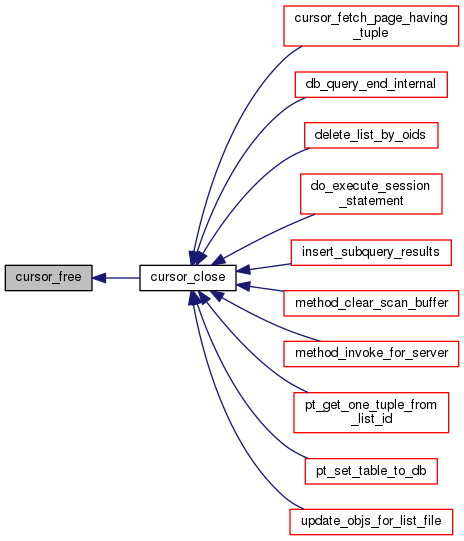 cursor_fetch_page_having
_tuple
db_query_end_internal
delete_list_by_oids
do_execute_session
_statement
cursor_free
cursor_close
insert_subquery_results
method_clear_scan_buffer
method_invoke_for_server
pt_get_one_tuple_from
_list_id
pt_set_table_to_db
update_objs_for_list_file